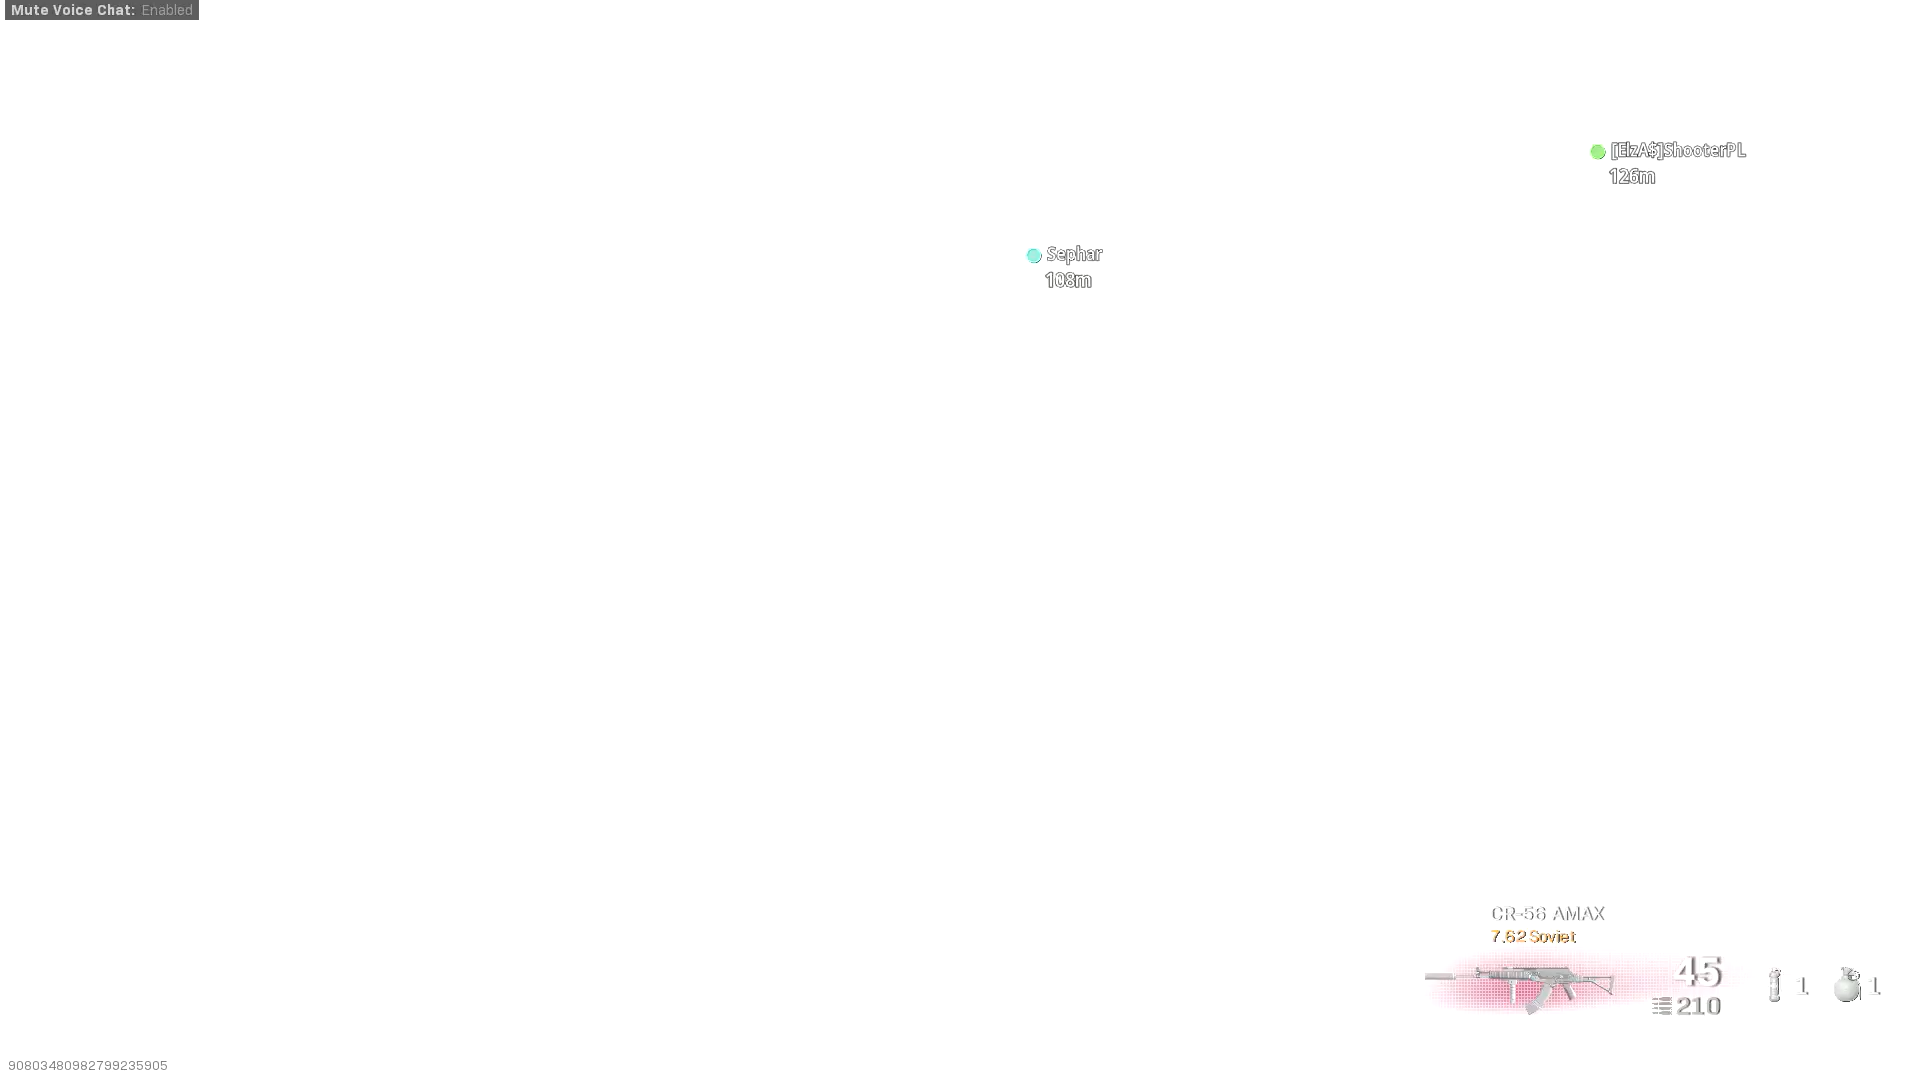 Mute Voice Chat: Enabled
[ElzA$]ShooterPL
126m
Sephar
108m
CR-56 AMAX
7.62 Soviet
45
210
1
1
90803480982799235905